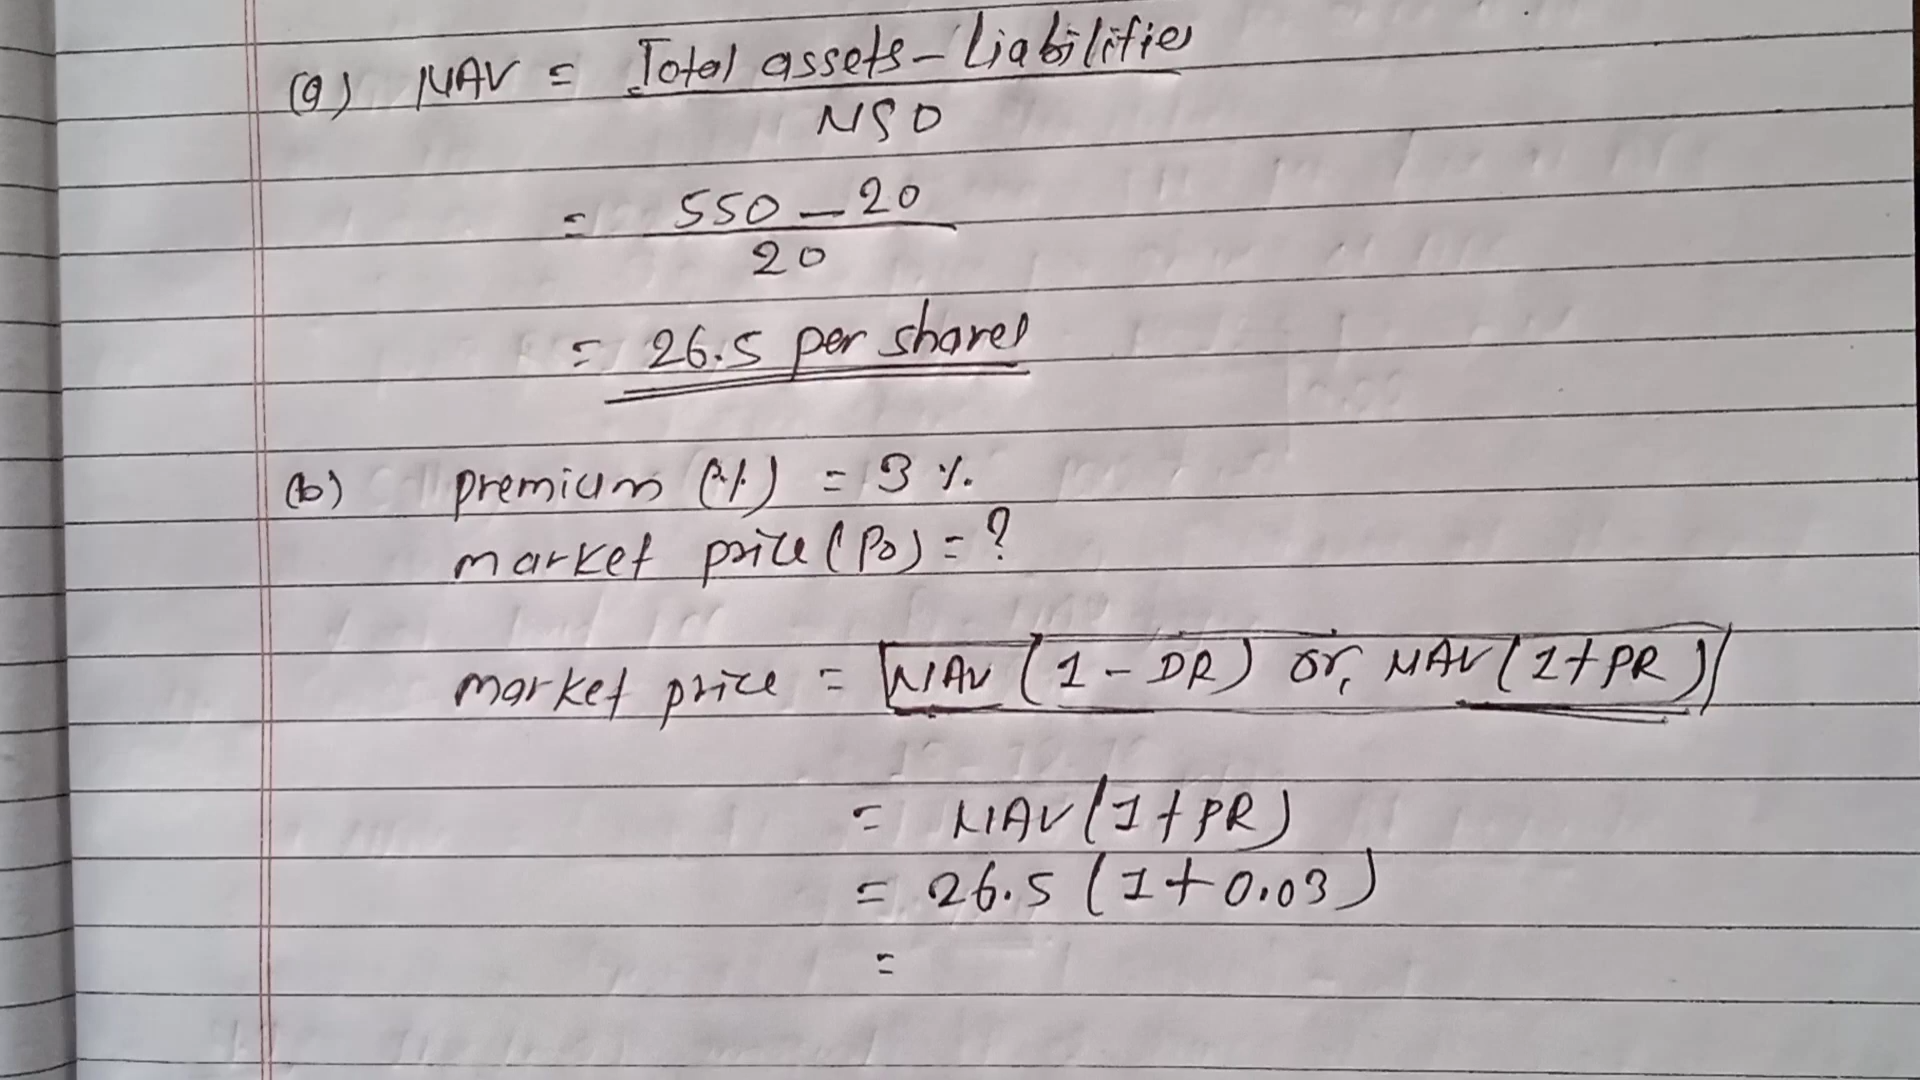 (a) NAV = Total assets - Liabilities
NSO
= 550 - 20
20
= 26.5 per shares
(b) premium (%) = 3 %.
market price (P0) = ?
market price = NAV (1 - DR) or, NAV (1 + PR)
= NAV (1 + PR)
= 26.5 (1 + 0.03)
=